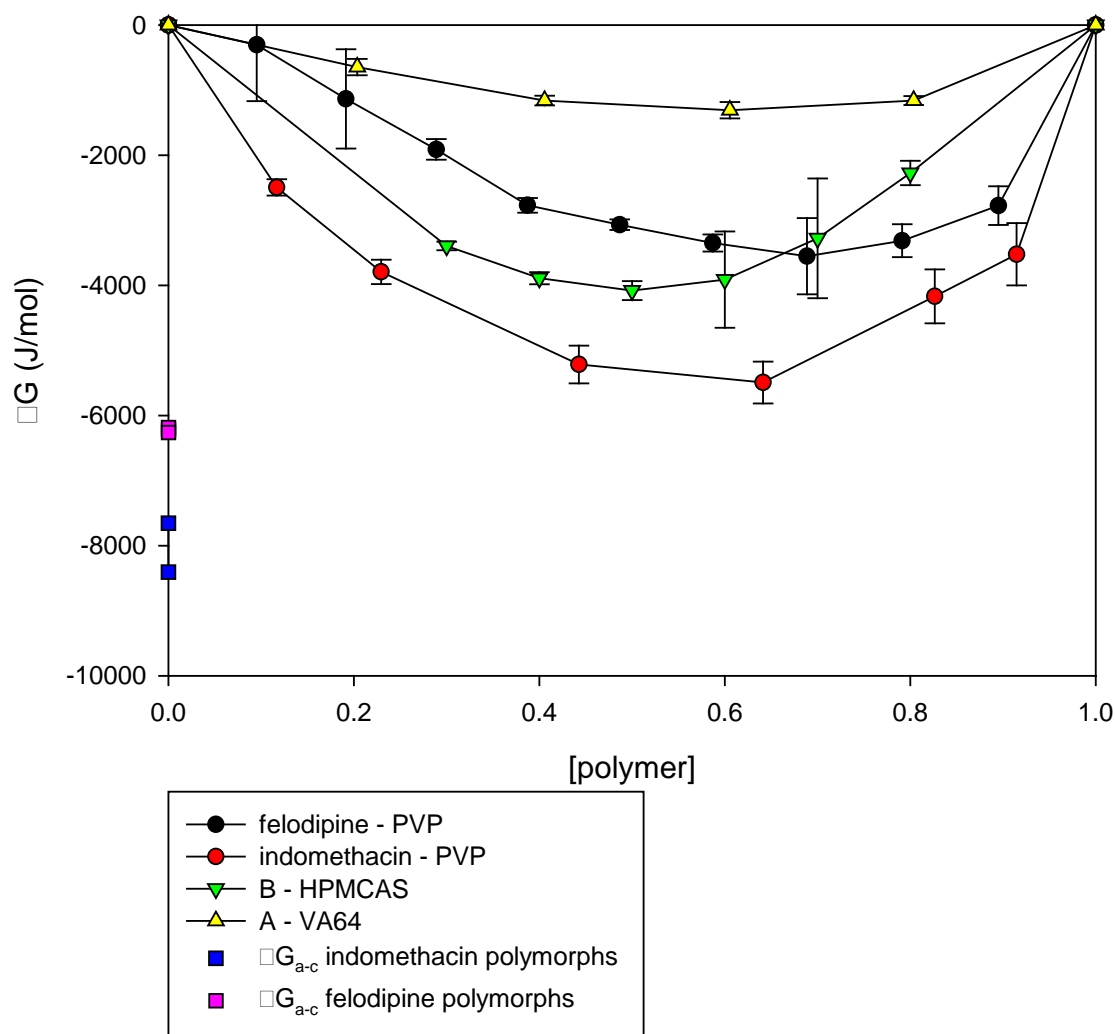 0
-2000
-4000
-6000
-8000
-10000
□G (J/mol)
0.0 0.2 0.4 0.6 0.8 1.0
[polymer]
felodipine - PVP
indomethacin - PVP
B - HPMCAS
A - VA64
□Ga-c indomethacin polymorphs
□Ga-c felodipine polymorphs